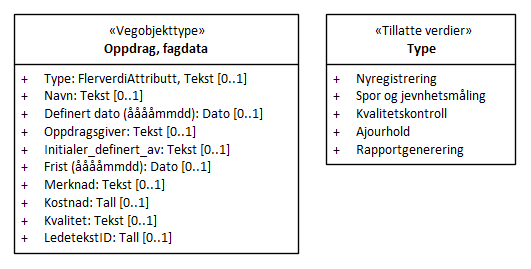 «Vegobjekttype»
Oppdrag, fagdata
+ Type: FlerverdiAttributt, Tekst [0..1]
+ Navn: Tekst [0..1]
+ Definert dato (ååååmmdd): Dato [0..1]
+ Oppdragsgiver: Tekst [0..1]
+ Initialer_definert_av: Tekst [0..1]
+ Frist (ååååmmdd): Dato [0..1]
+ Merknad: Tekst [0..1]
+ Kostnad: Tall [0..1]
+ Kvalitet: Tekst [0..1]
+ LedetekstID: Tall [0..1]
«Tillatte verdier»
Type
+ Nyregistrering
+ Spor og jevnhetsmåling
+ Kvalitetskontroll
+ Ajourhold
+ Rapportgenerering